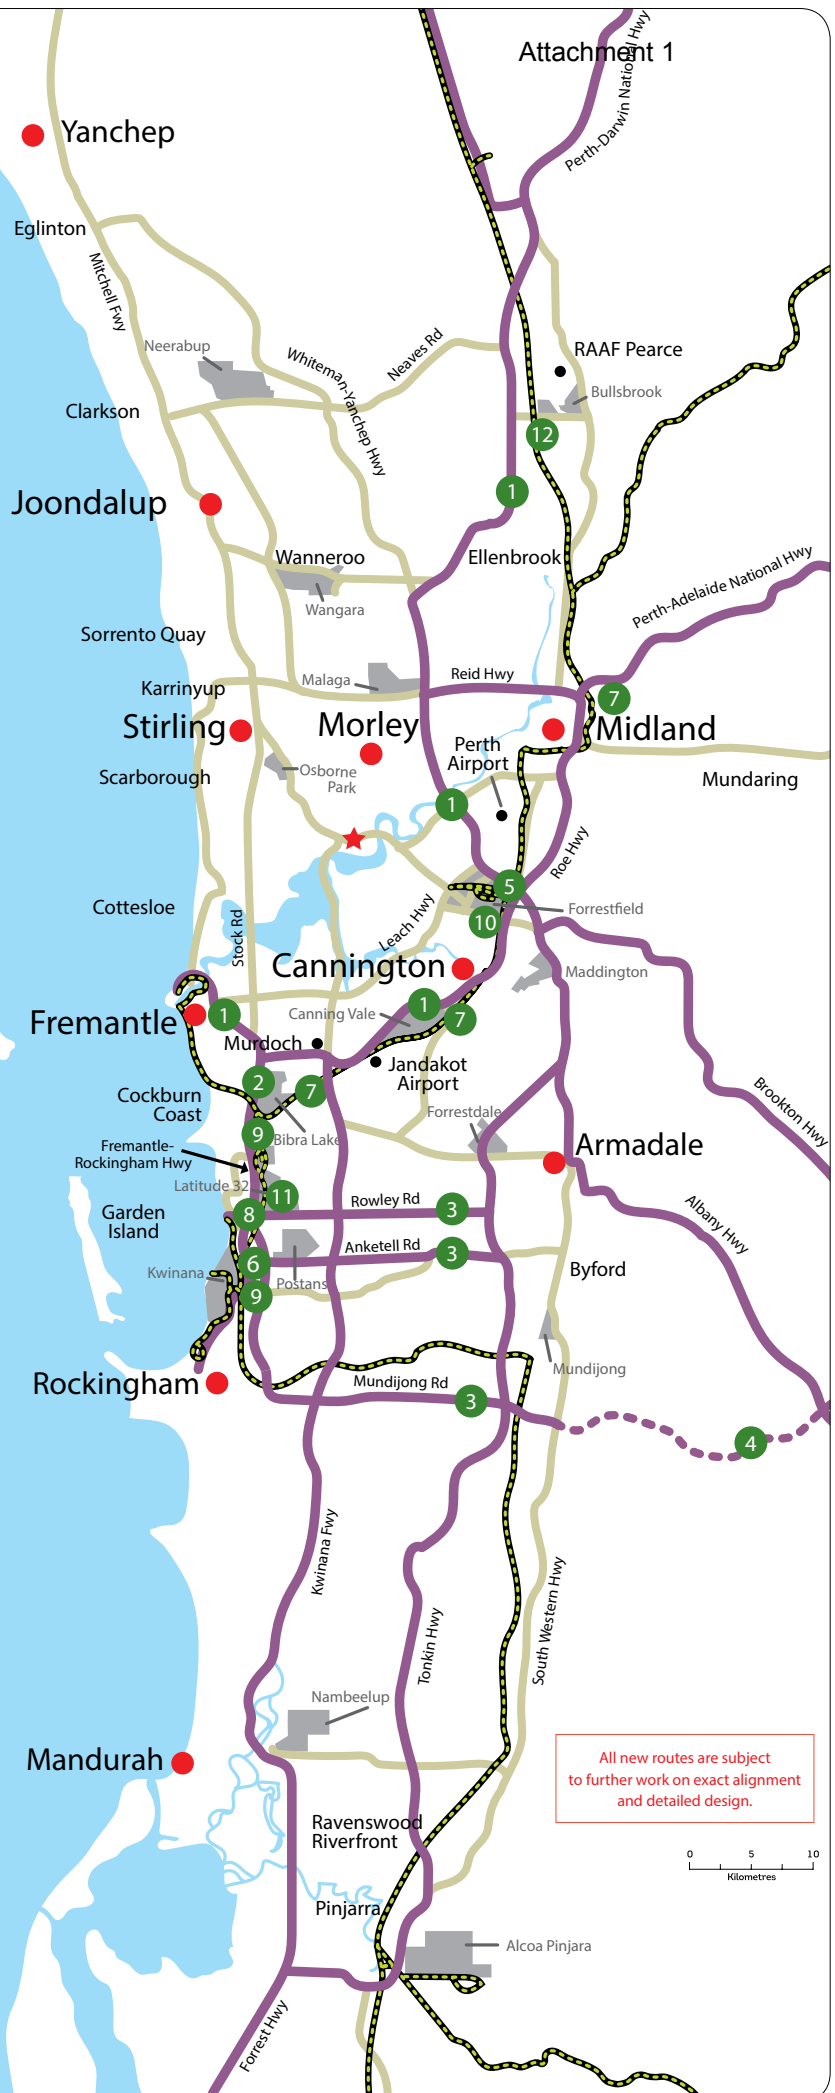 Attachment 1
Perth-Darwin National Hwy
Yanchep
Eglinton
Mitchell Fwy
Neerabup
Whiteman-Yanchep Hwy
Neaves Rd
RAAF Pearce
Bullsbrook
Clarkson
12
1
Joondalup
Wanneroo
Ellenbrook
Wangara
Perth-Adelaide National Hwy
Sorrento Quay
Karrinyup
Malaga
Reid Hwy
7
Stirling
Morley
Midland
Perth
Airport
Scarborough
Osborne
Park
Mundaring
1
Roe Hwy
5
Cottesloe
Stock Rd
Leach Hwy
Forrestfield
10
Cannington
Maddington
Fremantle
1
Canning Vale
1
7
Murdoch
Jandakot
Airport
2
7
Cockburn
Coast
Forrestdale
Brookton Hwy
9
Bibra Lake
Fremantle-
Rockingham Hwy
Armadale
Latitude 32
11
Rowley Rd
3
8
Garden
Island
Albany Hwy
Anketell Rd
3
6
Kwinana
Postans
Byford
9
Mundijong
Rockingham
Mundijong Rd
3
4
Kwinana Fwy
Tonkin Hwy
South Western Hwy
Nambeelup
Mandurah
All new routes are subject
to further work on exact alignment
and detailed design.
Ravenswood
Riverfront
0 5 10
Kilometres
Pinjarra
Alcoa Pinjara
Forrest Hwy